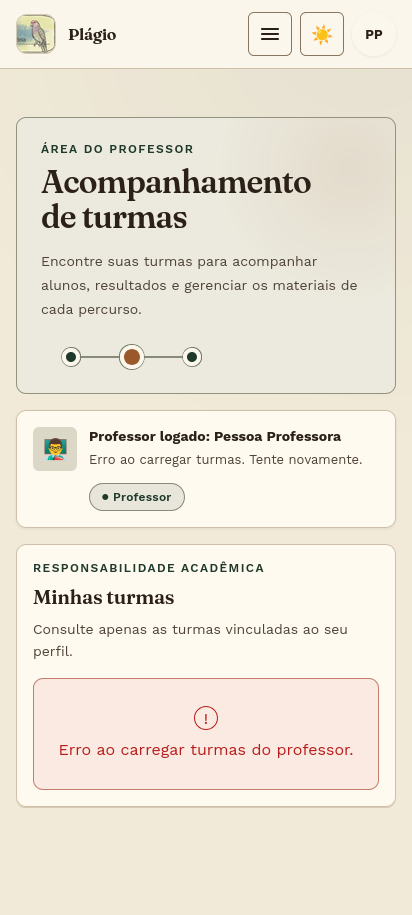 Plágio
PP
ÁREA DO PROFESSOR
Acompanhamento
de turmas
Encontre suas turmas para acompanhar
alunos, resultados e gerenciar os materiais de
cada percurso.
Professor logado: Pessoa Professora
Erro ao carregar turmas. Tente novamente.
Professor
RESPONSABILIDADE ACADÊMICA
Minhas turmas
Consulte apenas as turmas vinculadas ao seu
perfil.
!
Erro ao carregar turmas do professor.